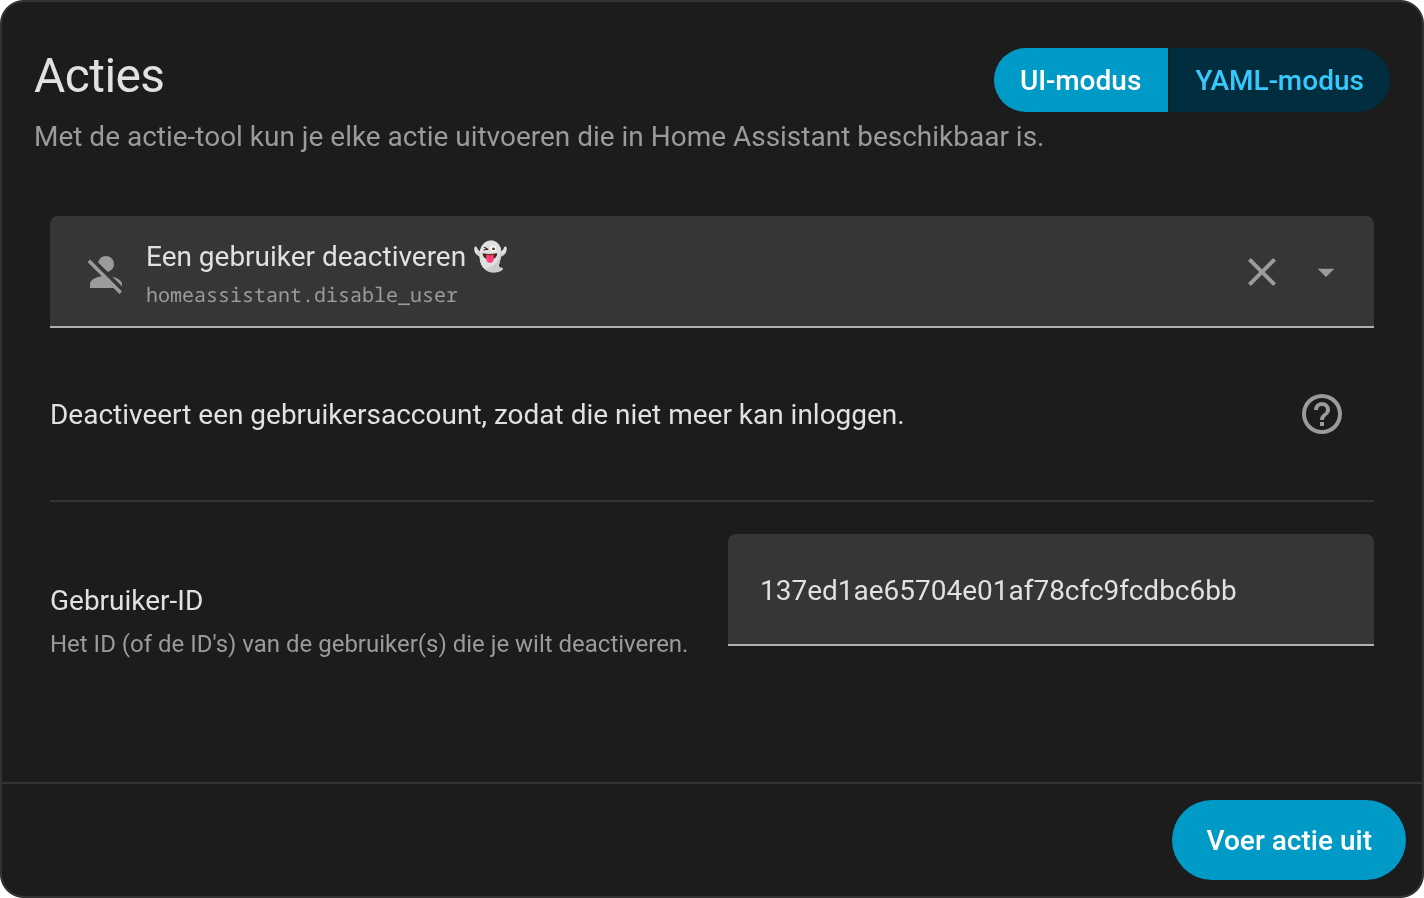 Acties
UI-modus
YAML-modus
Met de actie-tool kun je elke actie uitvoeren die in Home Assistant beschikbaar is.
Een gebruiker deactiveren 👻
homeassistant.disable_user
Deactiveert een gebruikersaccount, zodat die niet meer kan inloggen.
Gebruiker-ID
Het ID (of de ID's) van de gebruiker(s) die je wilt deactiveren.
137ed1ae65704e01af78cfc9fcdbc6bb
Voer actie uit